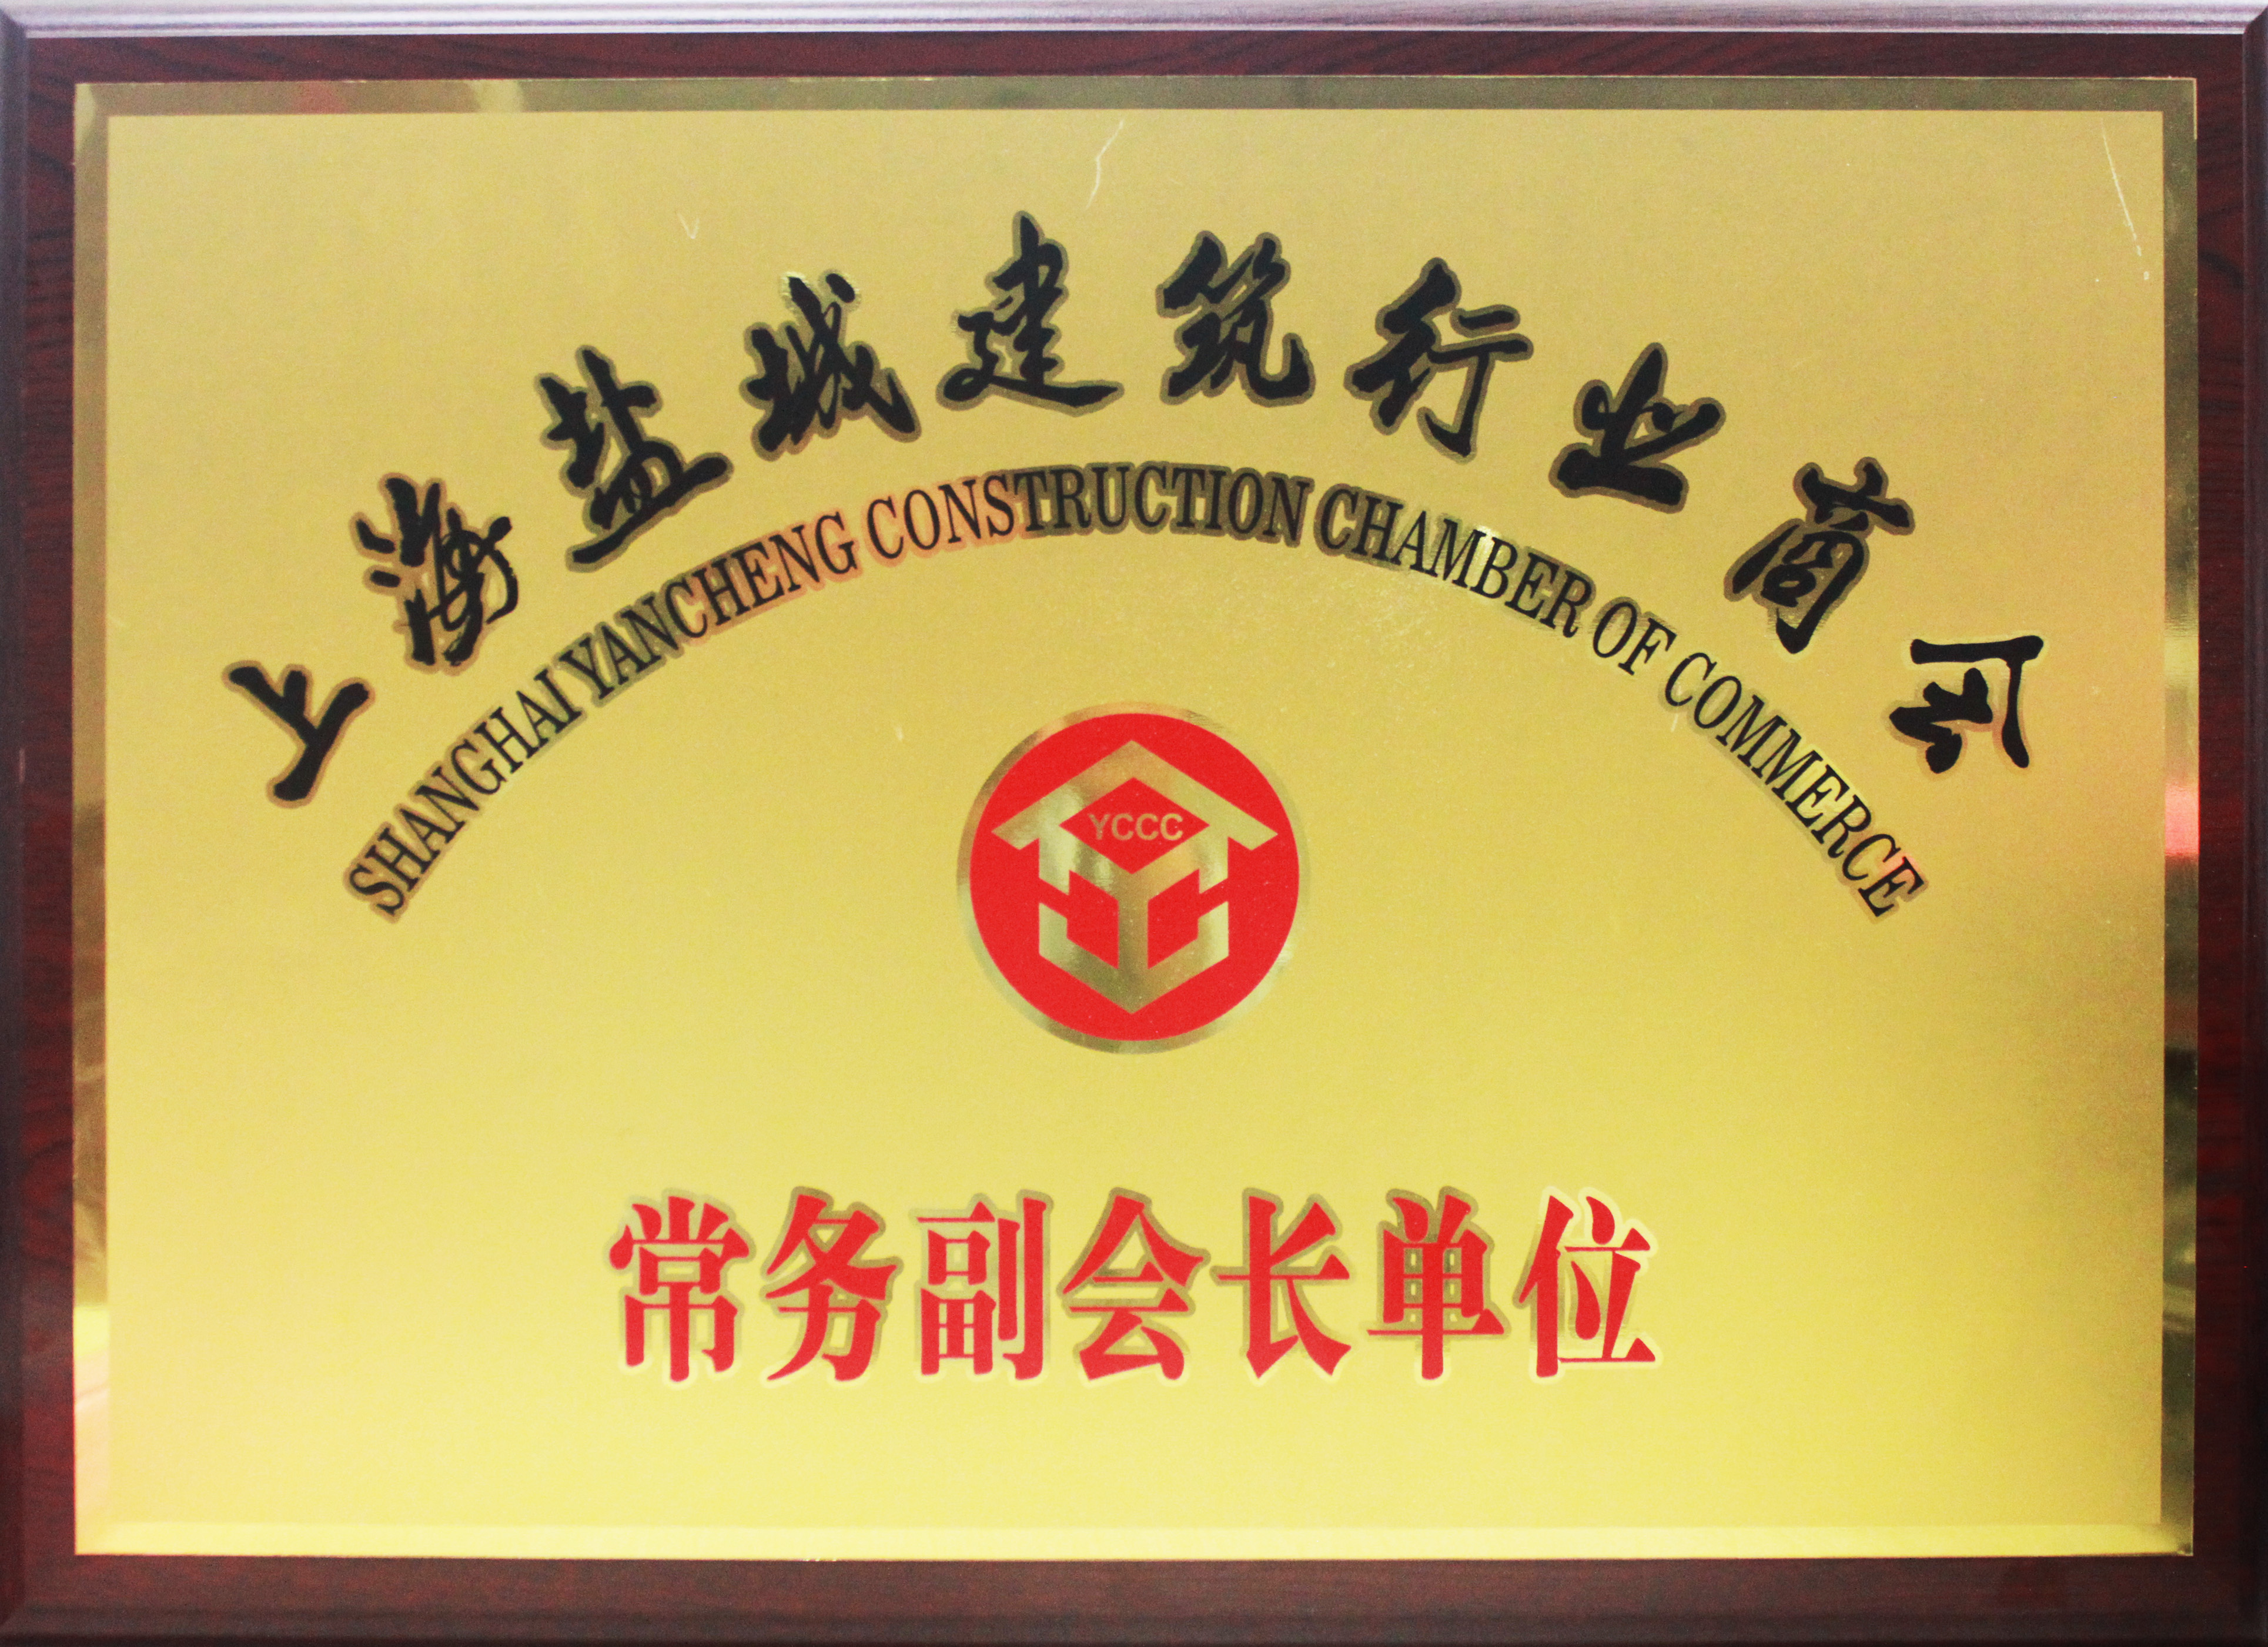 上海盐城建筑行业商会
SHANGHAI YANCHENG CONSTRUCTION CHAMBER OF COMMERCE
YCCC
常务副会长单位